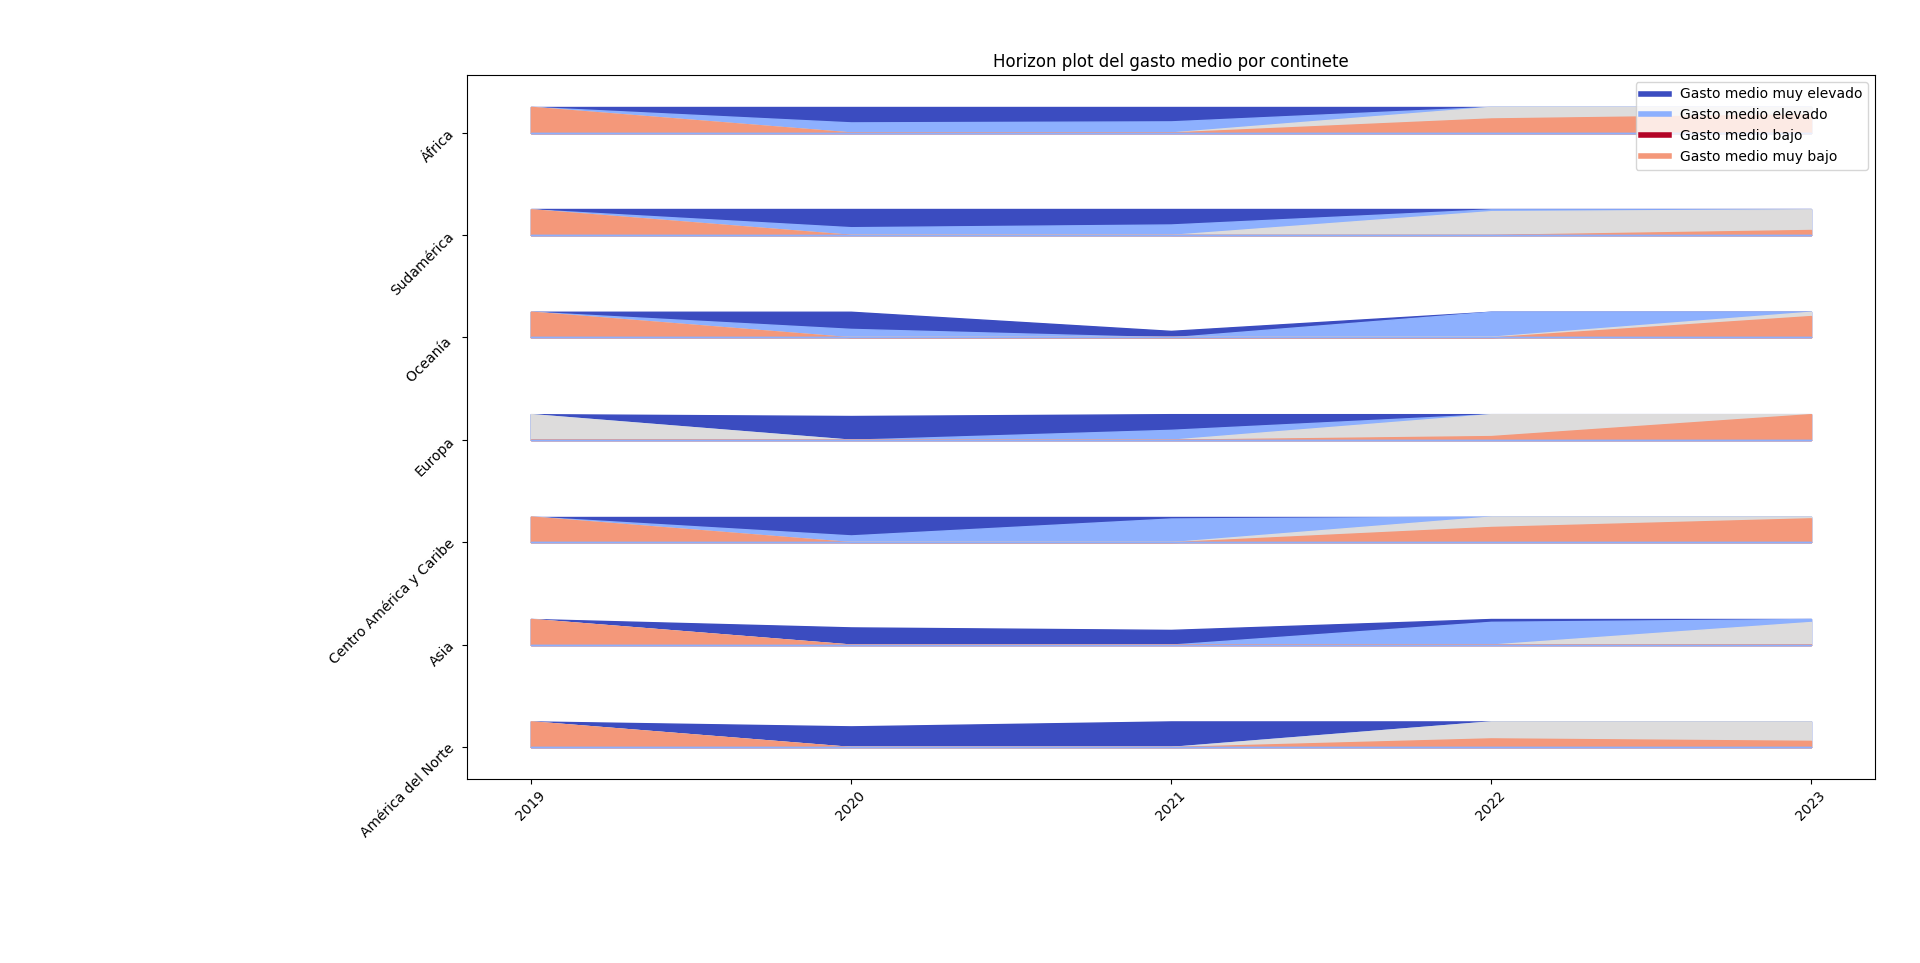 Horizon plot del gasto medio por continete
Gasto medio muy elevado
Gasto medio elevado
Gasto medio bajo
Gasto medio muy bajo
África
Sudamérica
Oceanía
Europa
Centro América y Caribe
Asia
América del Norte
2019
2020
2021
2022
2023